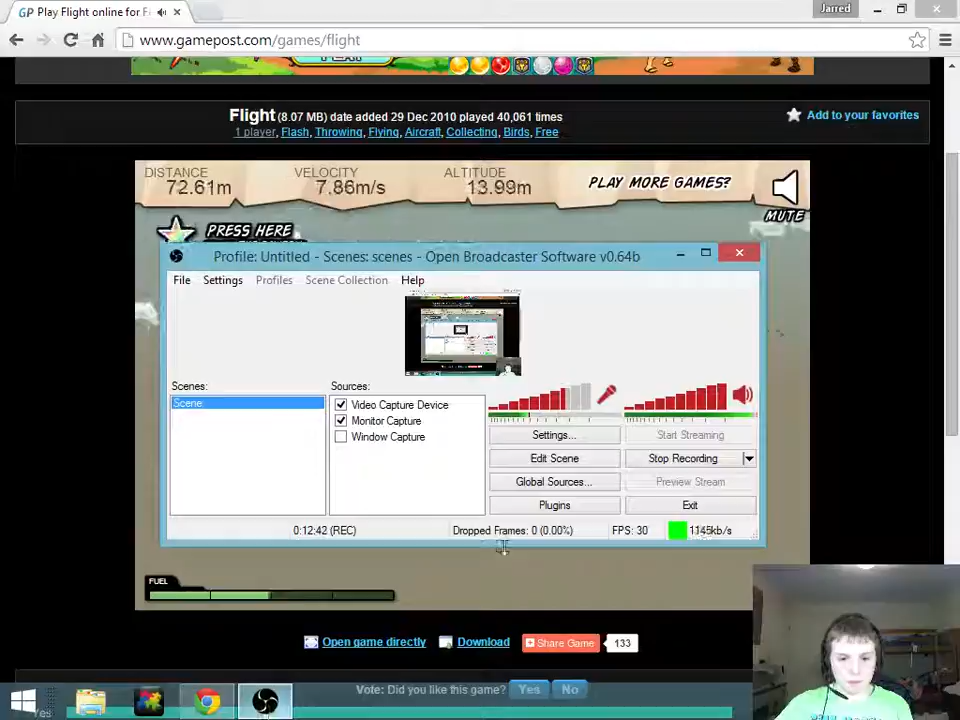 GP Play Flight online for F
Jarred
www.gamepost.com/games/flight
Flight (8.07 MB) date added 29 Dec 2010 played 40,061 times
Add to your favorites
1 player, Flash, Throwing, Flying, Aircraft, Collecting, Birds, Free
DISTANCE VELOCITY ALTITUDE
72.61m 7.86m/s 13.99m
PLAY MORE GAMES?
MUTE
PRESS HERE
Profile: Untitled - Scenes: scenes - Open Broadcaster Software v0.64b
File Settings Profiles Scene Collection Help
Scenes: Sources:
Scene
Video Capture Device
Monitor Capture
Window Capture
Settings... Start Streaming
Edit Scene Stop Recording
Global Sources... Preview Stream
Plugins Exit
0:12:42 (REC) Dropped Frames: 0 (0.00%) FPS: 30 1145kb/s
FUEL
Open game directly Download Share Game 133
Vote: Did you like this game? Yes No
Yes